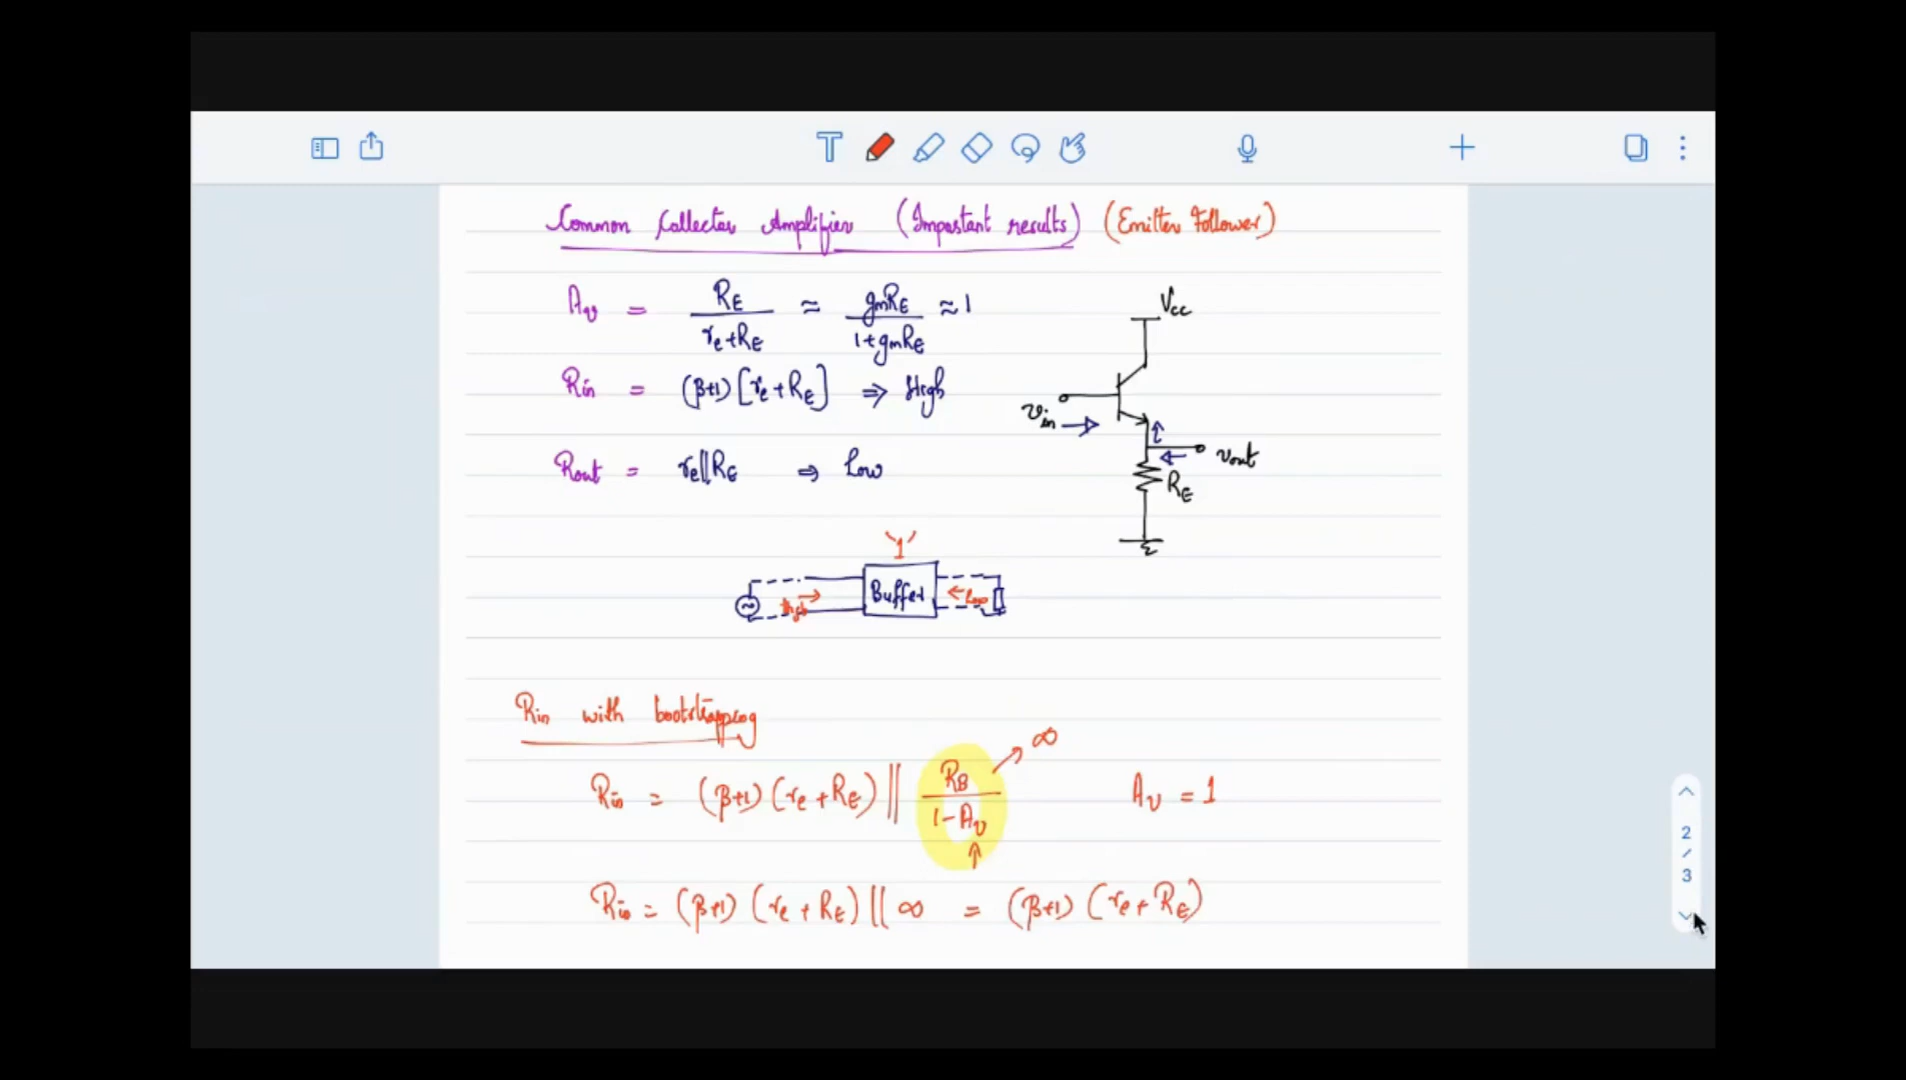 Common Collector Amplifier (Important results) (Emitter Follower)
Av = RE / re+RE ≈ gmRE / 1+gmRE ≈ 1
Rin = (β+1) [re+RE] ⇒ High
Rout = re||RE ⇒ Low
Vcc
vin
vout
RE
'1'
High → Buffer ← Low
Rin with bootstrapping
Rin = (β+1) (re+RE) || RB / 1-Av → ∞ Av = 1
Rin = (β+1) (re+RE) || ∞ = (β+1) (re+RE)
2
/
3